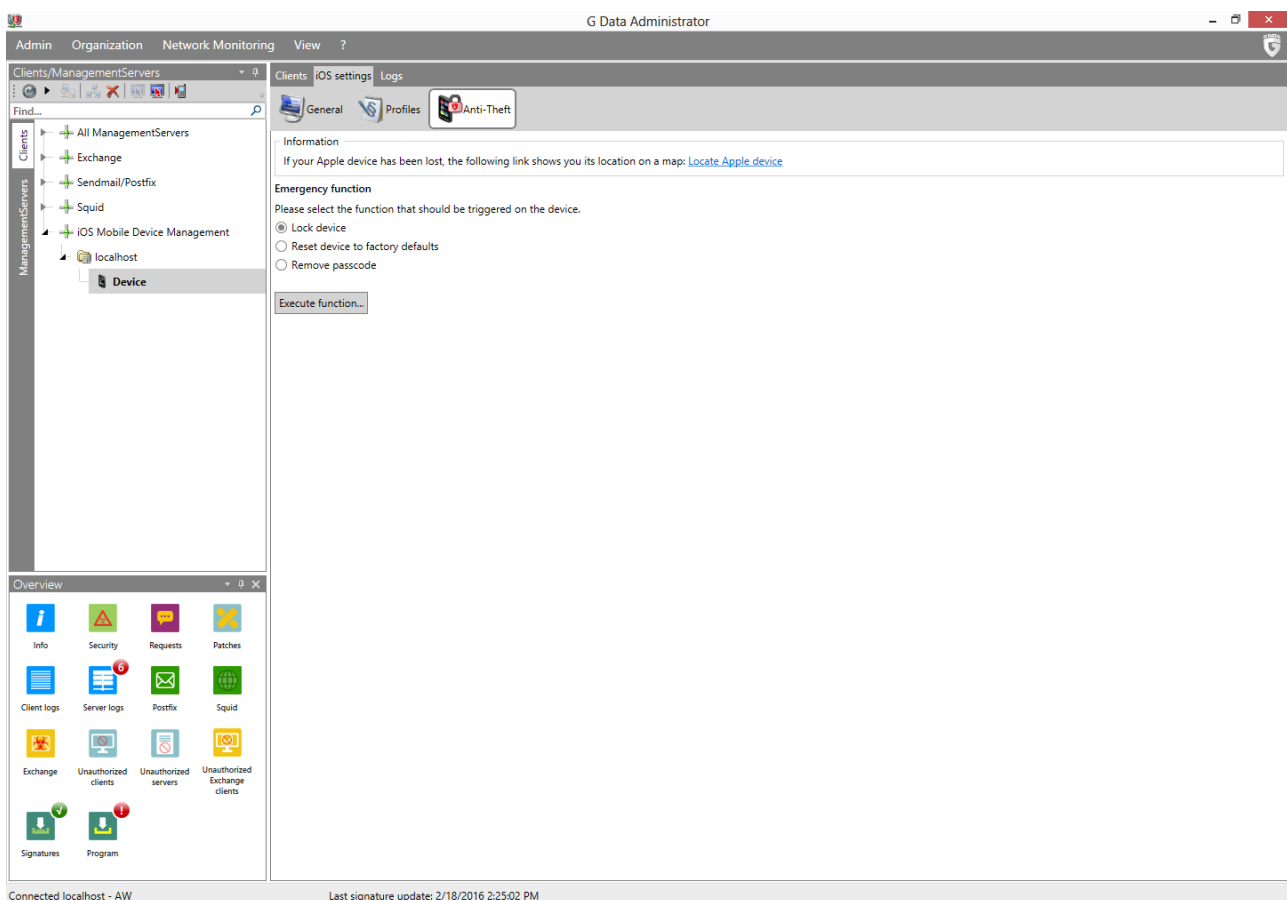 G Data Administrator
Admin Organization Network Monitoring View ?
G DATA
Clients/ManagementServers
Find...
Clients
ManagementServers
All ManagementServers
Exchange
Sendmail/Postfix
Squid
iOS Mobile Device Management
localhost
Device
Clients iOS settings Logs
General Profiles Anti-Theft
Information
If your Apple device has been lost, the following link shows you its location on a map: Locate Apple device
Emergency function
Please select the function that should be triggered on the device.
Lock device
Reset device to factory defaults
Remove passcode
Execute function...
Overview
Info Security Requests Patches
6
Client logs Server logs Postfix Squid
Exchange Unauthorized clients Unauthorized servers Unauthorized Exchange clients
Signatures Program
Connected localhost - AW Last signature update: 2/18/2016 2:25:02 PM